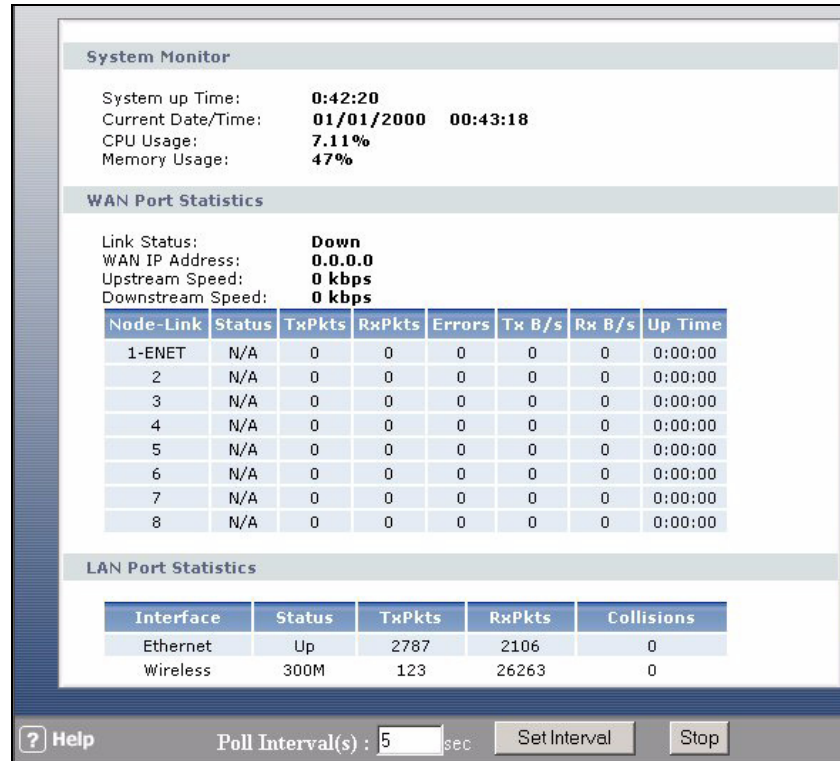 System Monitor
System up Time: 0:42:20
Current Date/Time: 01/01/2000 00:43:18
CPU Usage: 7.11%
Memory Usage: 47%
WAN Port Statistics
Link Status: Down
WAN IP Address: 0.0.0.0
Upstream Speed: 0 kbps
Downstream Speed: 0 kbps
Node-Link Status TxPkts RxPkts Errors Tx B/s Rx B/s Up Time
1-ENET N/A 0 0 0 0 0 0:00:00
2 N/A 0 0 0 0 0 0:00:00
3 N/A 0 0 0 0 0 0:00:00
4 N/A 0 0 0 0 0 0:00:00
5 N/A 0 0 0 0 0 0:00:00
6 N/A 0 0 0 0 0 0:00:00
7 N/A 0 0 0 0 0 0:00:00
8 N/A 0 0 0 0 0 0:00:00
LAN Port Statistics
Interface Status TxPkts RxPkts Collisions
Ethernet Up 2787 2106 0
Wireless 300M 123 26263 0
? Help Poll Interval(s) : 5 sec Set Interval Stop